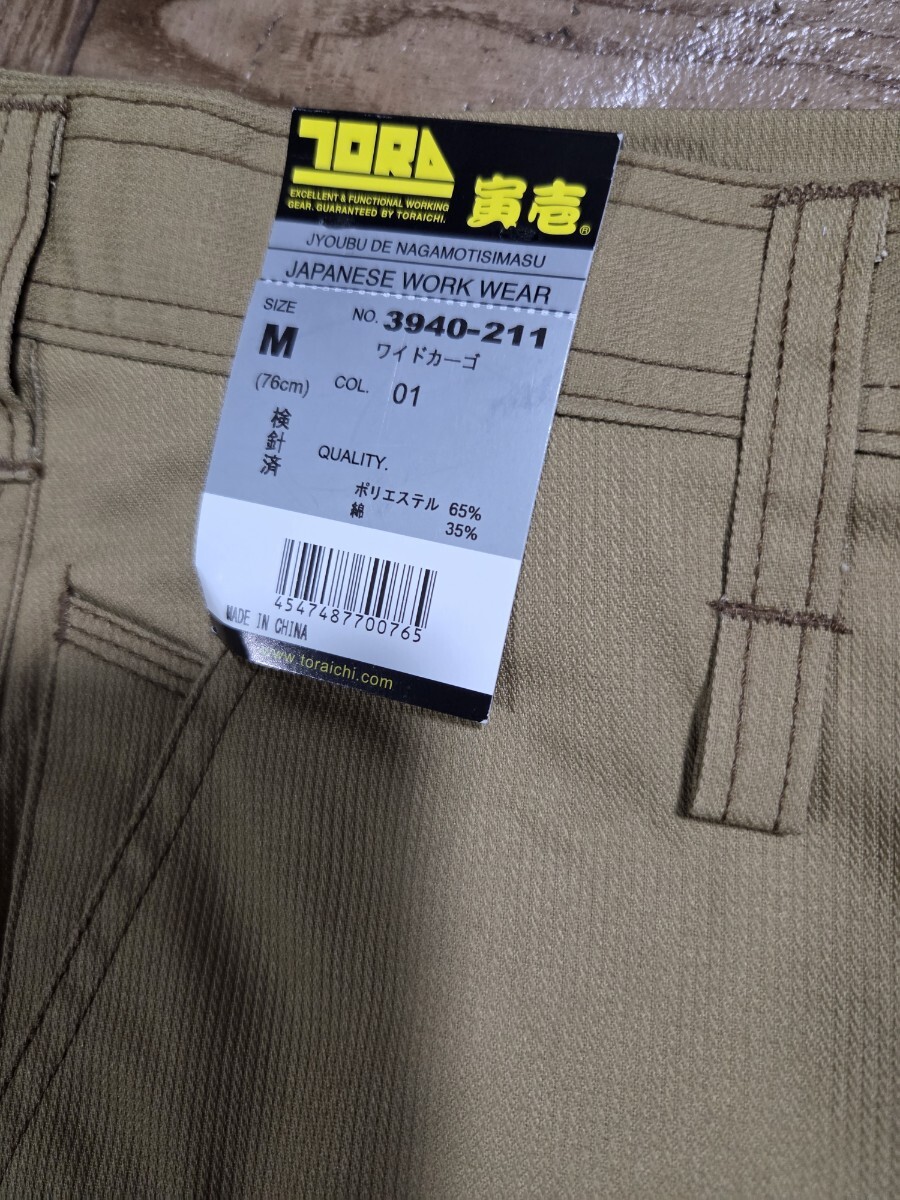 TORA
EXCELLENT & FUNCTIONAL WORKING
GEAR. GUARANTEED BY TORAICHI.
寅壱®
JYOUBU DE NAGAMOTISIMASU
JAPANESE WORK WEAR
SIZE
M
(76cm)
検針済
NO. 3940-211
ワイドカーゴ
COL. 01
QUALITY.
ポリエステル 65%
綿 35%
4547487700765
MADE IN CHINA
www.toraichi.com